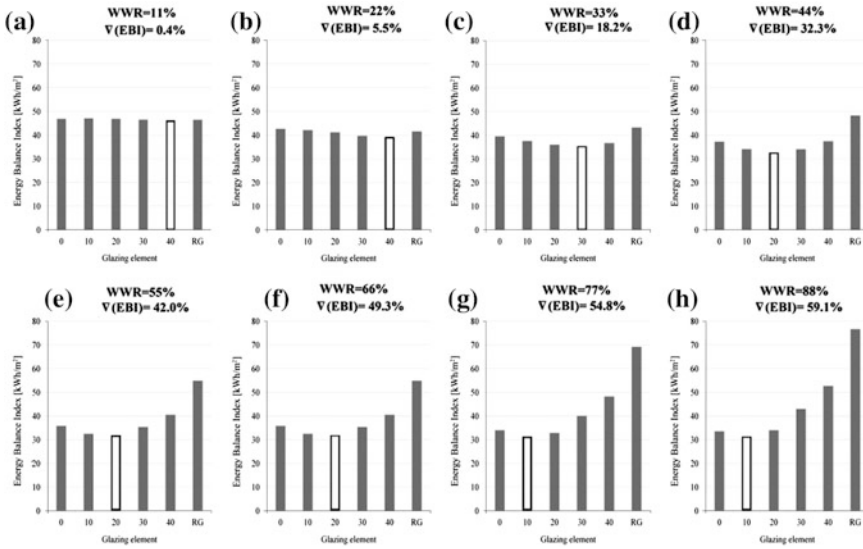 (a)
WWR=11%
∇(EBI)= 0.4%
Energy Balance Index [kWh/m²]
80
70
60
50
40
30
20
10
0
0 10 20 30 40 RG
Glazing element
(b)
WWR=22%
∇(EBI)= 5.5%
Energy Balance Index [kWh/m²]
80
70
60
50
40
30
20
10
0
0 10 20 30 40 RG
Glazing element
(c)
WWR=33%
∇(EBI)= 18.2%
Energy Balance Index [kWh/m²]
80
70
60
50
40
30
20
10
0
0 10 20 30 40 RG
Glazing element
(d)
WWR=44%
∇(EBI)= 32.3%
Energy Balance Index [kWh/m²]
80
70
60
50
40
30
20
10
0
0 10 20 30 40 RG
Glazing element
(e)
WWR=55%
∇(EBI)= 42.0%
Energy Balance Index [kWh/m²]
80
70
60
50
40
30
20
10
0
0 10 20 30 40 RG
Glazing element
(f)
WWR=66%
∇(EBI)= 49.3%
Energy Balance Index [kWh/m²]
80
70
60
50
40
30
20
10
0
0 10 20 30 40 RG
Glazing element
(g)
WWR=77%
∇(EBI)= 54.8%
Energy Balance Index [kWh/m²]
80
70
60
50
40
30
20
10
0
0 10 20 30 40 RG
Glazing element
(h)
WWR=88%
∇(EBI)= 59.1%
Energy Balance Index [kWh/m²]
80
70
60
50
40
30
20
10
0
0 10 20 30 40 RG
Glazing element